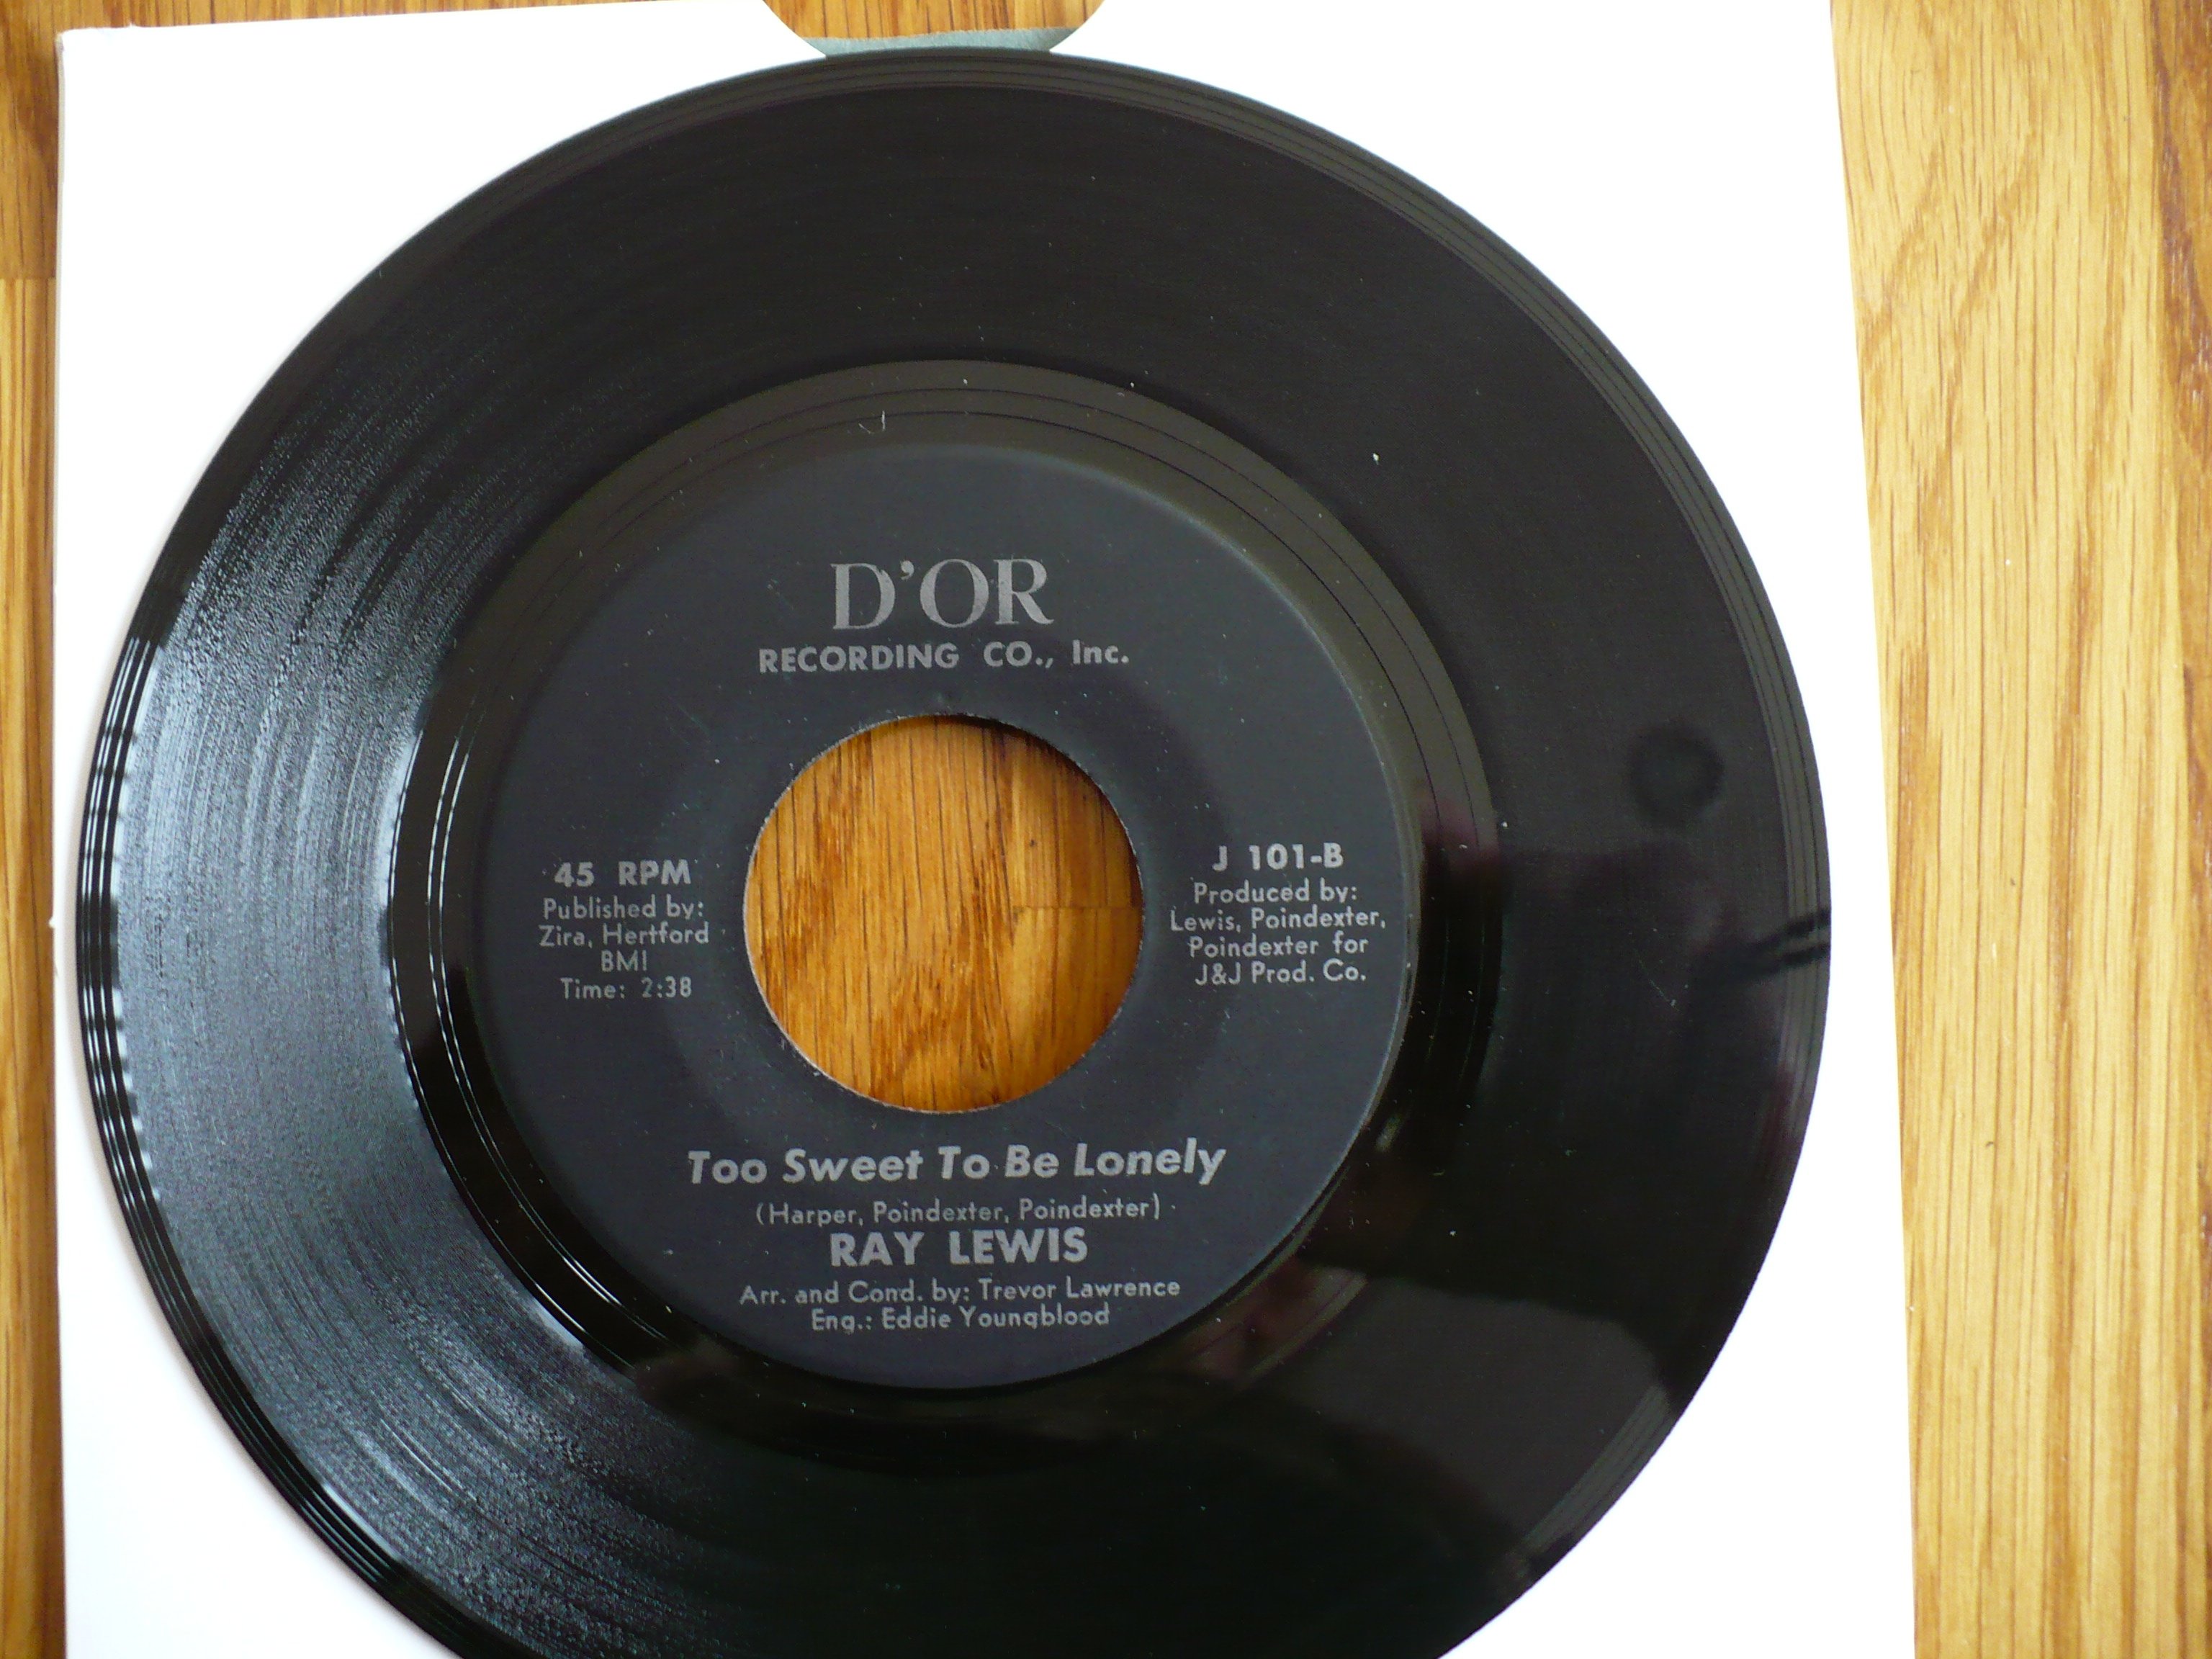 D'OR
RECORDING CO., Inc.
45 RPM
Published by:
Zira, Hertford
BMI
Time: 2:38
J 101-B
Produced by:
Lewis, Poindexter,
Poindexter for
J&J Prod. Co.
Too Sweet To Be Lonely
(Harper, Poindexter, Poindexter)
RAY LEWIS
Arr. and Cond. by: Trevor Lawrence
Eng.: Eddie Youngblood